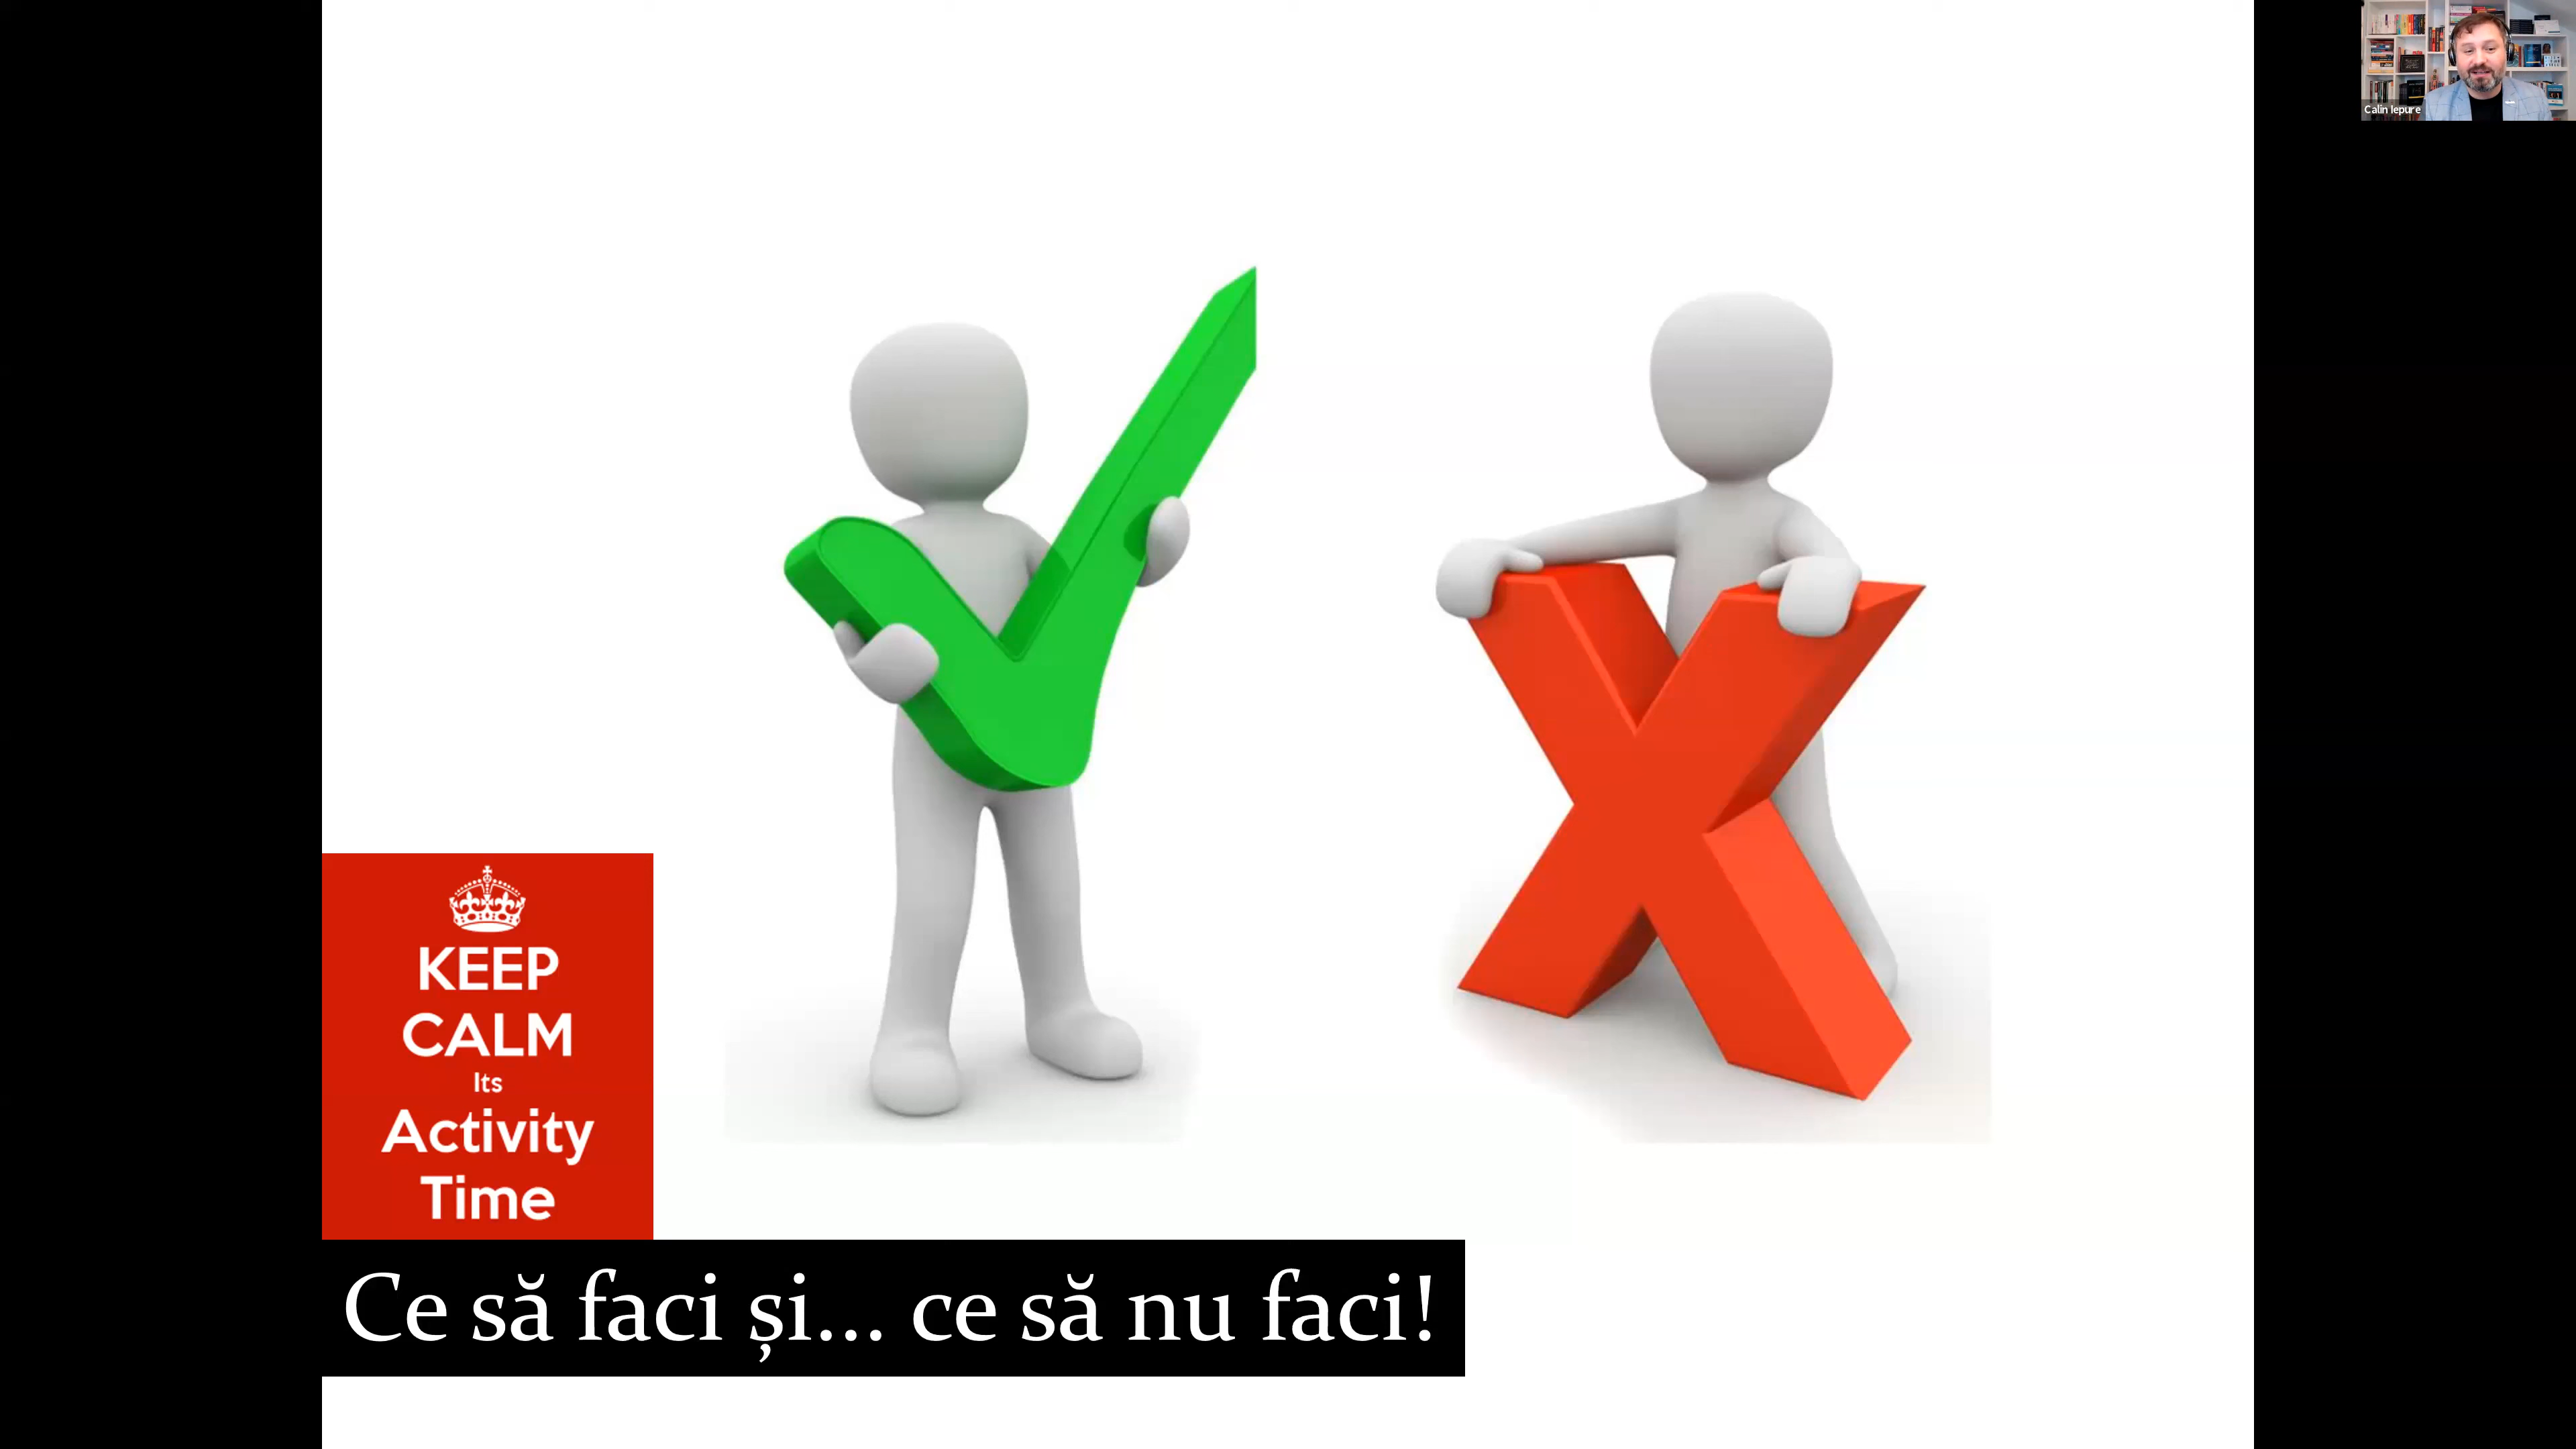 Calin Iepure
KEEP
CALM
Its
Activity
Time
Ce să faci și... ce să nu faci!